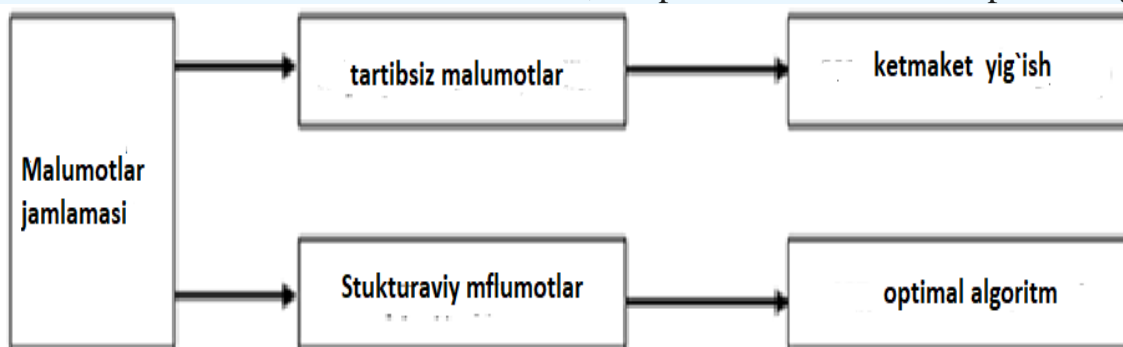 Malumotlar
jamlamasi
tartibsiz malumotlar
ketmaket yig`ish
Stukturaviy mflumotlar
optimal algoritm